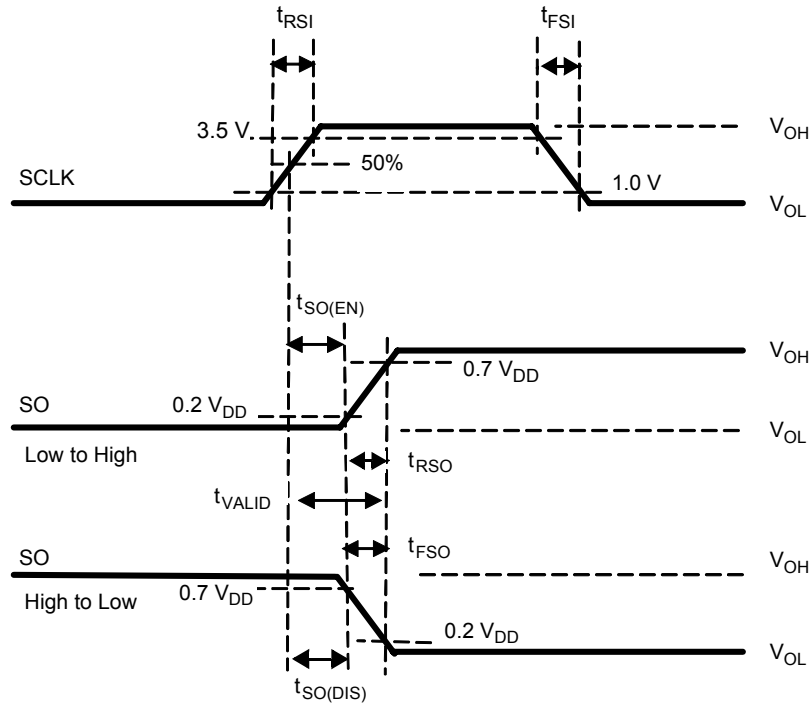 tRSI
tFSI
3.5 V
VOH
50%
SCLK
1.0 V
VOL
tSO(EN)
VOH
0.7 VDD
0.2 VDD
SO
VOL
Low to High
tRSO
tVALID
tFSO
SO
VOH
0.7 VDD
High to Low
0.2 VDD
VOL
tSO(DIS)